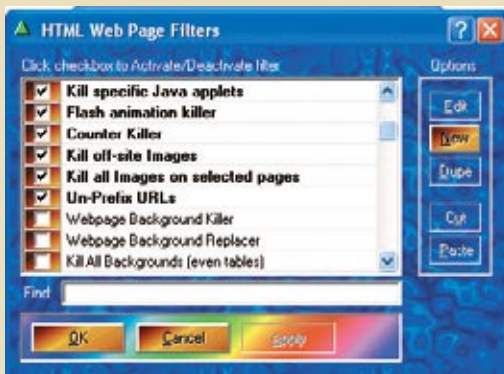 HTML Web Page Filters
Click checkbox to Activate/Deactivate filter
Options
Kill specific Java applets
Flash animation killer
Counter Killer
Kill off-site Images
Kill all Images on selected pages
Un-Prefix URLs
Webpage Background Killer
Webpage Background Replacer
Kill All Backgrounds (even tables)
Edit
New
Dupe
Cut
Paste
Find
OK
Cancel
Apply